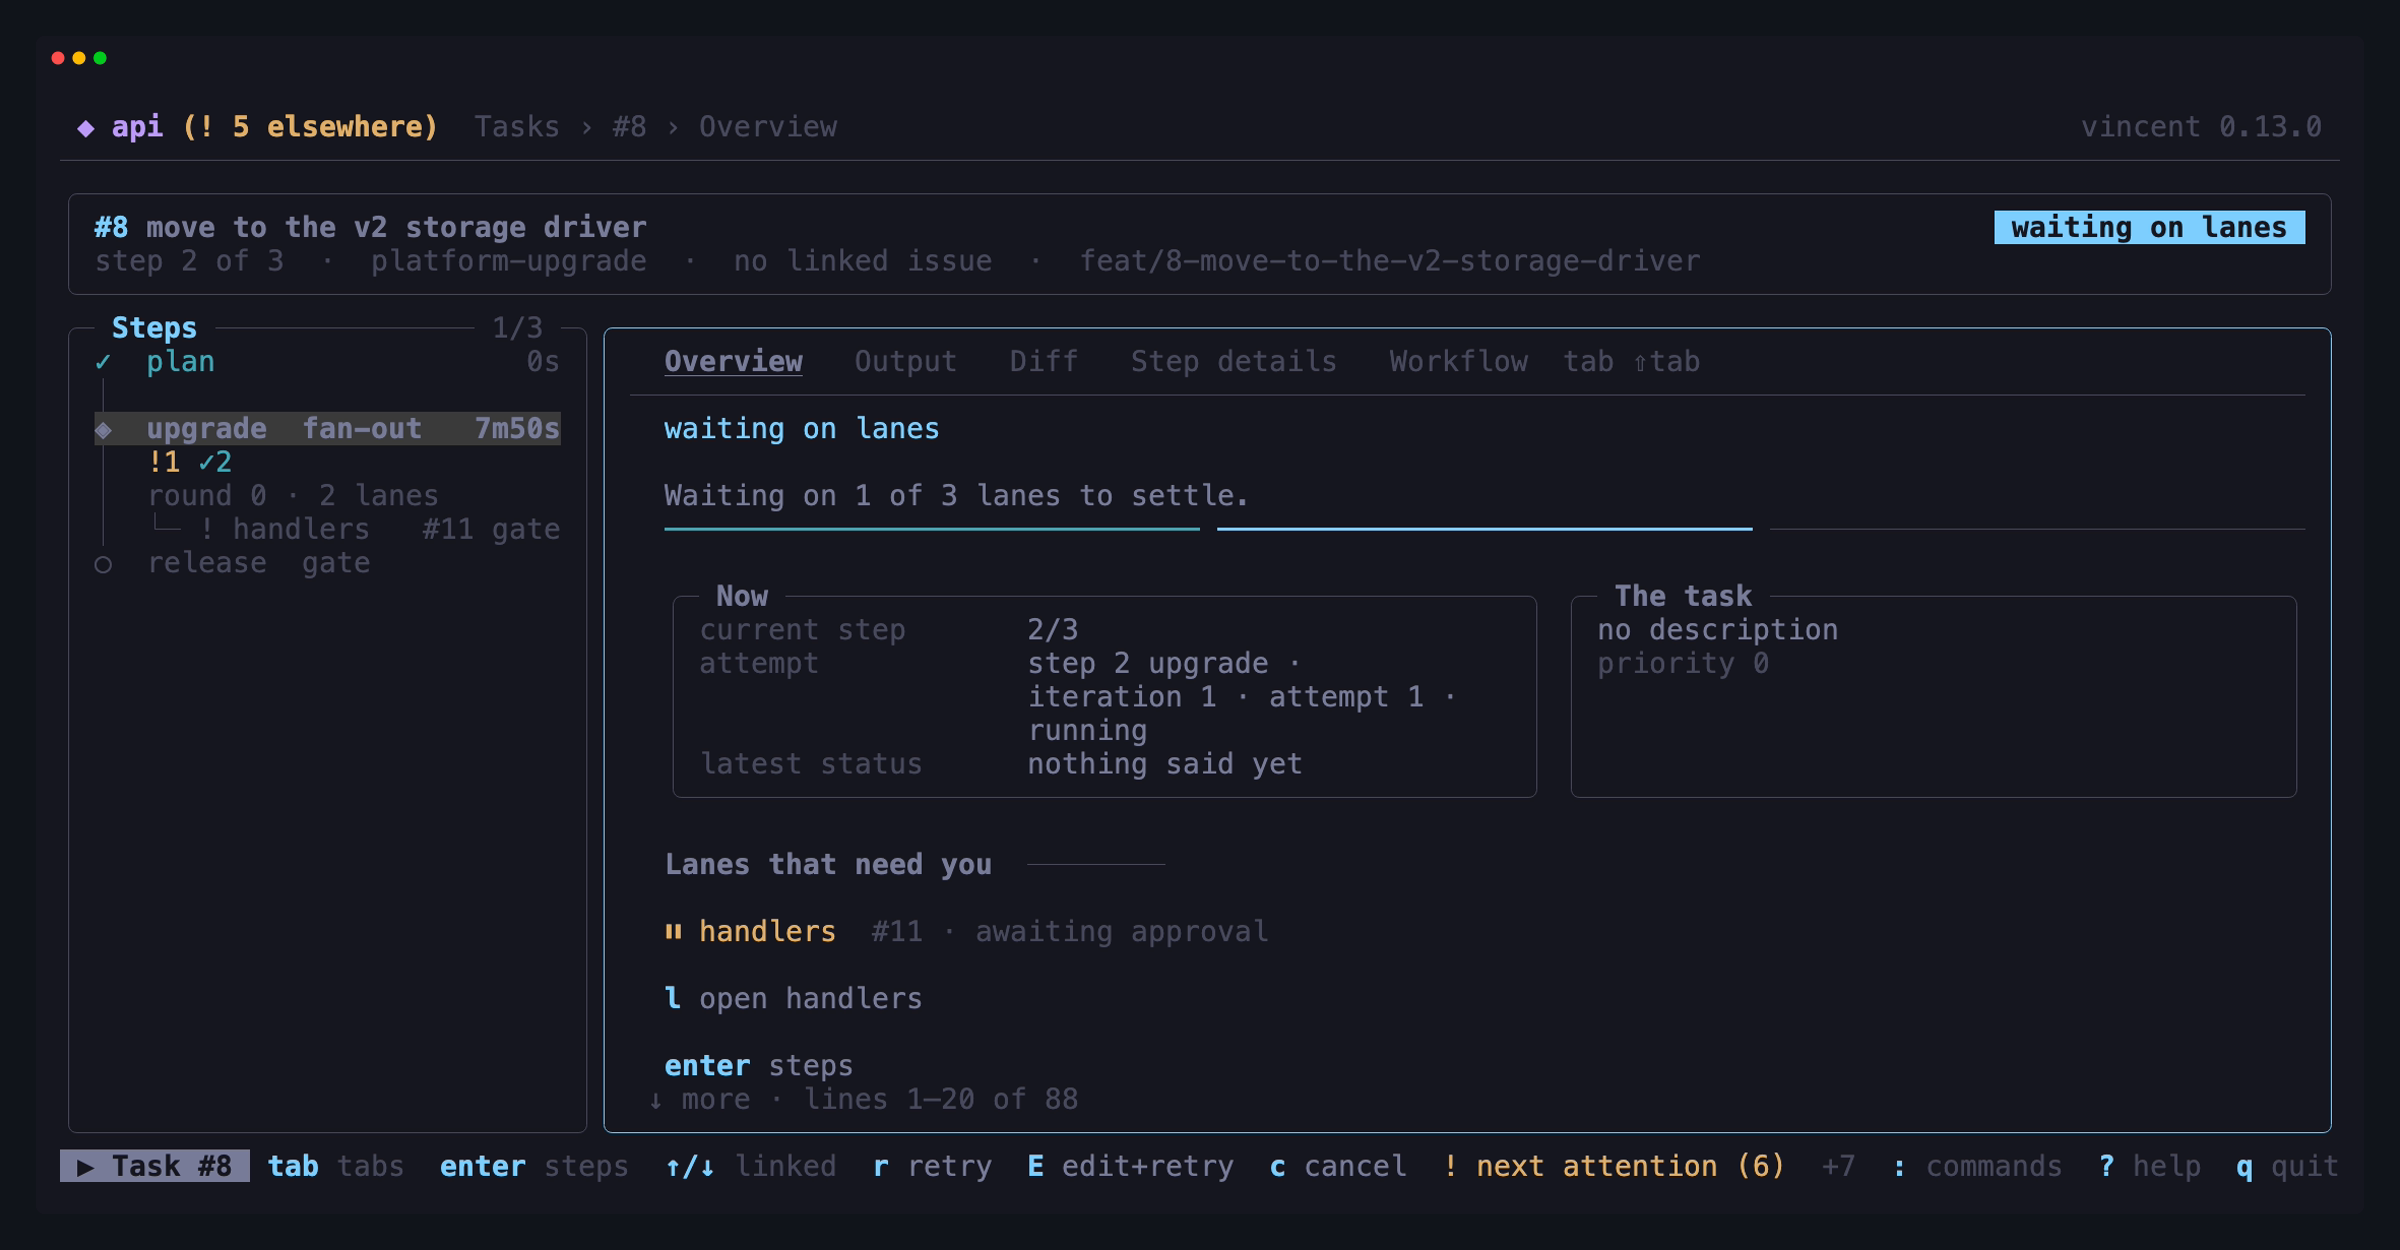 ◆ api (! 5 elsewhere) Tasks › #8 › Overview vincent 0.13.0
#8 move to the v2 storage driver waiting on lanes
step 2 of 3 · platform-upgrade · no linked issue · feat/8-move-to-the-v2-storage-driver
Steps 1/3
✓ plan 0s
◈ upgrade fan-out 7m50s
!1 ✓2
round 0 · 2 lanes
└─ ! handlers #11 gate
○ release gate
Overview Output Diff Step details Workflow tab ⇧tab
waiting on lanes
Waiting on 1 of 3 lanes to settle.
Now
current step 2/3
attempt step 2 upgrade ·
iteration 1 · attempt 1 ·
running
latest status nothing said yet
The task
no description
priority 0
Lanes that need you
⏸ handlers #11 · awaiting approval
l open handlers
enter steps
↓ more · lines 1–20 of 88
▶ Task #8 tab tabs enter steps ↑/↓ linked r retry E edit+retry c cancel ! next attention (6) +7 : commands ? help q quit